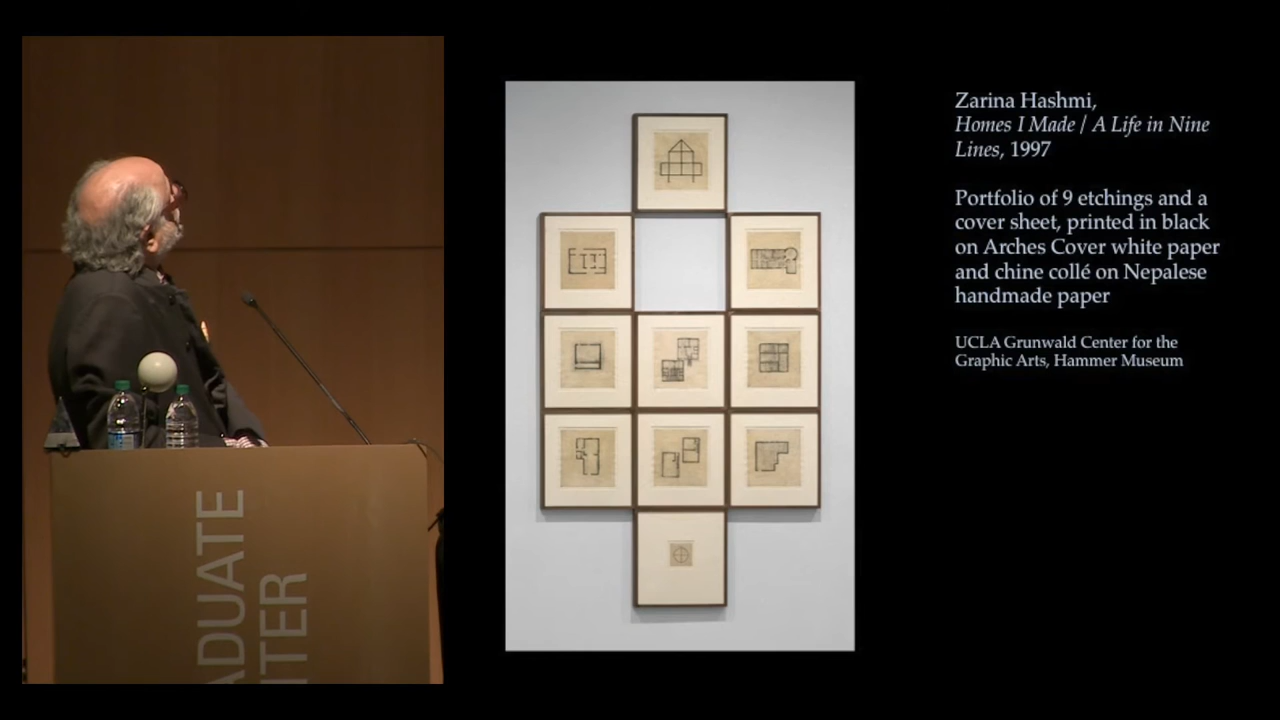 ADUATE
NTER
Zarina Hashmi,
Homes I Made / A Life in Nine
Lines, 1997
Portfolio of 9 etchings and a
cover sheet, printed in black
on Arches Cover white paper
and chine collé on Nepalese
handmade paper
UCLA Grunwald Center for the
Graphic Arts, Hammer Museum